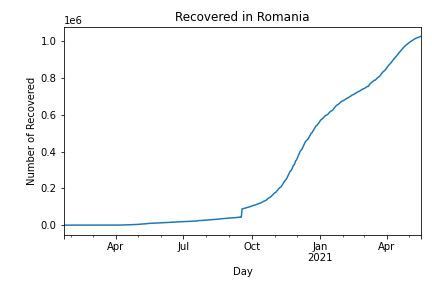 Recovered in Romania
1e6
1.0
0.8
0.6
0.4
0.2
0.0
Number of Recovered
Apr
Jul
Oct
Jan
2021
Apr
Day